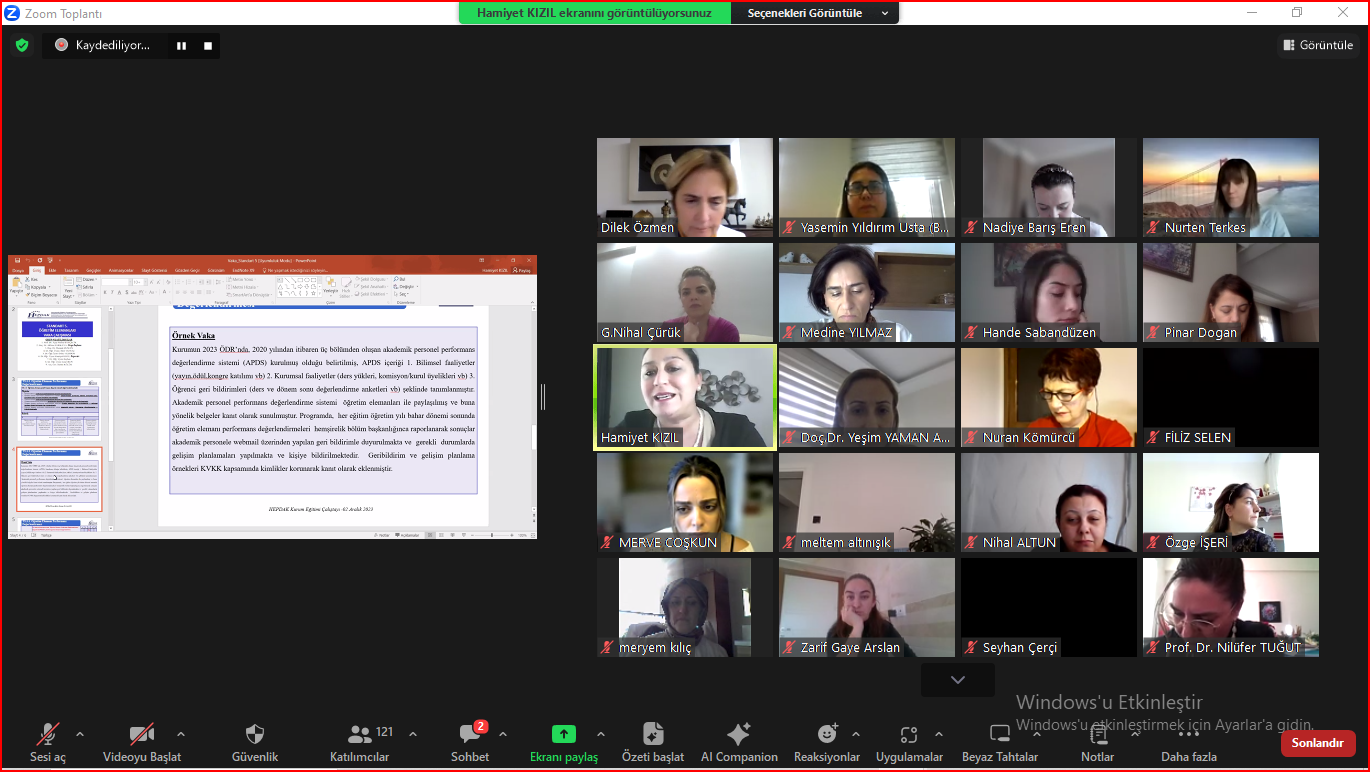 Zoom Toplantı
Hamiyet KIZIL ekranını görüntülüyorsunuz
Seçenekleri Görüntüle
Kaydediliyor...
Görüntüle
Dilek Özmen
Yasemin Yıldırım Usta (B...
Nadiye Barış Eren
Nurten Terkes
G.Nihal Çürük
Medine YILMAZ
Hande Sabandüzen
Pinar Dogan
Hamiyet KIZIL
Doç.Dr. Yeşim YAMAN A...
Nuran Kömürcü
FİLİZ SELEN
MERVE COŞKUN
meltem altınışık
Nihal ALTUN
Özge İŞERİ
meryem kılıç
Zarif Gaye Arslan
Seyhan Çerçi
Prof. Dr. Nilüfer TUĞUT
Örnek Vaka
Kurumun 2023 ÖDR’nda, 2020 yılından itibaren üç bölümden oluşan akademik personel performans
değerlendirme sistemi (APDS) kurulmuş olduğu belirtilmiş, APDS içeriği 1. Bilimsel faaliyetler
(yayın,ödül,kongre katılımı vb) 2. Kurumsal faaliyetler (ders yükleri, komisyon/kurul üyelikleri vb) 3.
Öğrenci geri bildirimleri (ders ve dönem sonu değerlendirme anketleri vb) şeklinde tanımlanmıştır.
Akademik personel performans değerlendirme sistemi öğretim elemanları ile paylaşılmış ve buna
yönelik belgeler kanıt olarak sunulmuştur. Programda, her eğitim öğretim yılı bahar dönemi sonunda
öğretim elemanı performans değerlendirmeleri hemşirelik bölüm başkanlığınca raporlanarak sonuçlar
akademik personele webmail üzerinden yapılan geri bildirimle duyurulmakta ve gerekli durumlarda
gelişim planlamaları yapılmakta ve kişiye bildirilmektedir. Geribildirim ve gelişim planlama
örnekleri KVKK kapsamında kimlikler korunarak kanıt olarak eklenmiştir.
HEPDAK Kurum Eğitimi Çalıştayı -02 Aralık 2023
Windows'u Etkinleştir
Windows'u etkinleştirmek için Ayarlar'a gidin.
Sesi aç
Videoyu Başlat
Güvenlik
121
Katılımcılar
2
Sohbet
Ekranı paylaş
Özeti başlat
AI Companion
Reaksiyonlar
Uygulamalar
Beyaz Tahtalar
Notlar
Daha fazla
Sonlandır